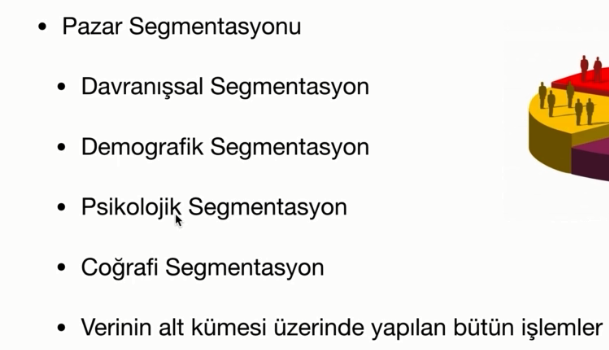 • Pazar Segmentasyonu
• Davranışsal Segmentasyon
• Demografik Segmentasyon
• Psikolojik Segmentasyon
• Coğrafi Segmentasyon
• Verinin alt kümesi üzerinde yapılan bütün işlemler